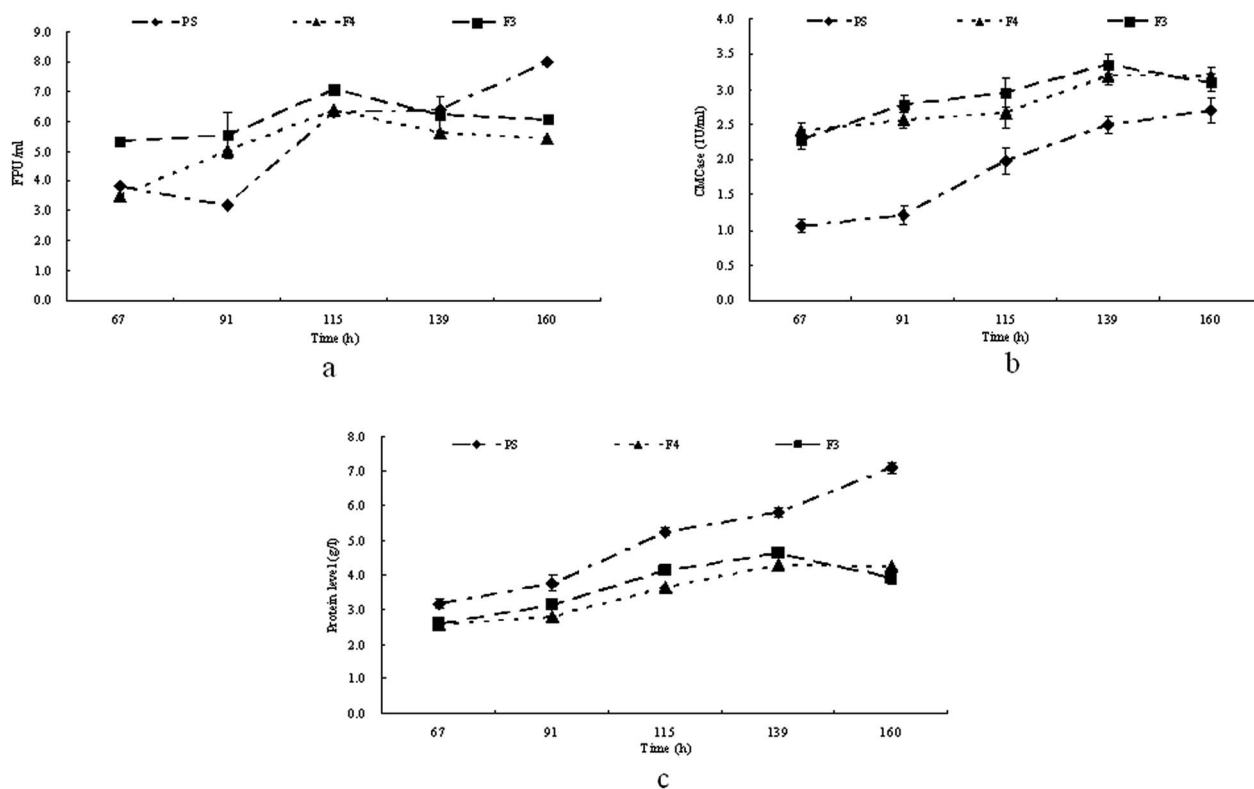 PS F4 F3
9.0
8.0
7.0
6.0
5.0
4.0
3.0
2.0
1.0
0.0
FPU/ml
67 91 115 139 160
Time (h)
a
PS F4 F3
4.0
3.5
3.0
2.5
2.0
1.5
1.0
0.5
0.0
CMCase (IU/ml)
67 91 115 139 160
Time (h)
b
PS F4 F3
8.0
7.0
6.0
5.0
4.0
3.0
2.0
1.0
0.0
Protein level (g/l)
67 91 115 139 160
Time (h)
c